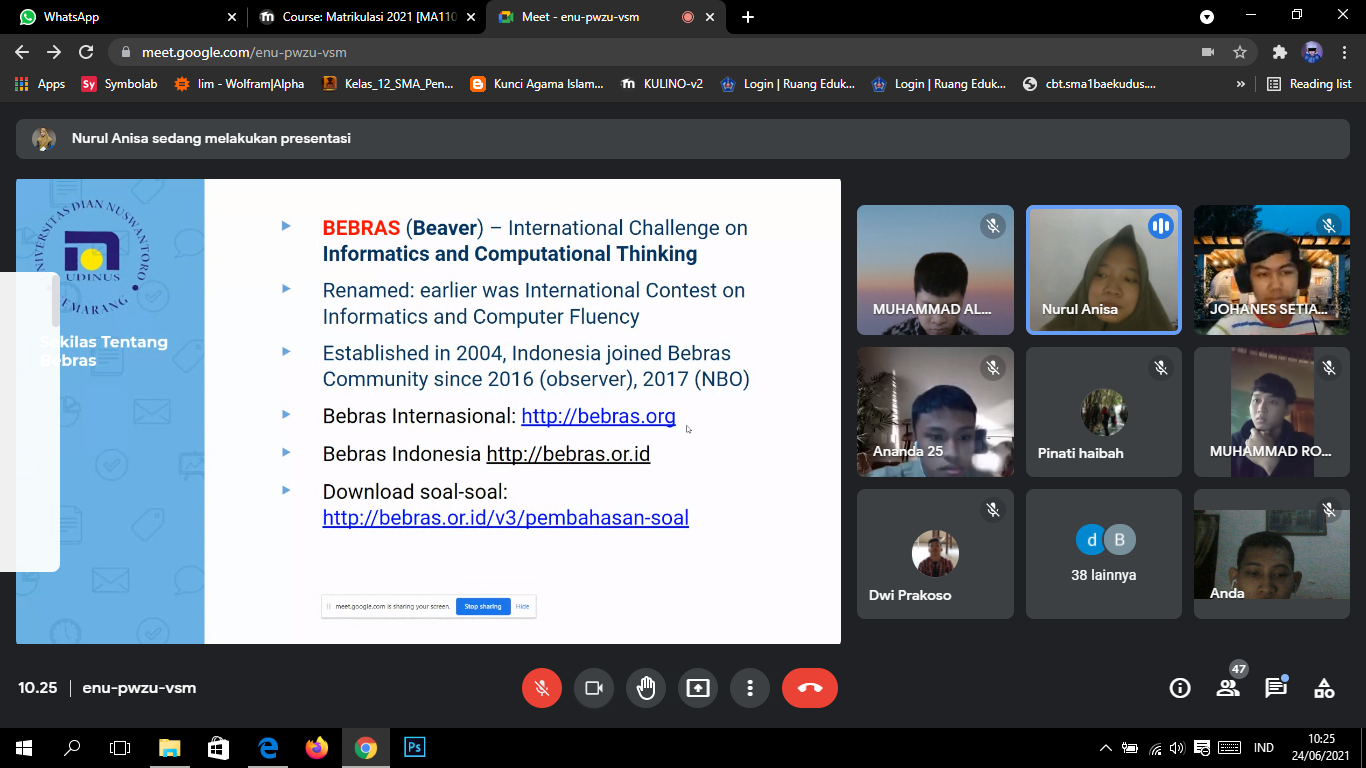 WhatsApp
Course: Matrikulasi 2021 [MA110
Meet - enu-pwzu-vsm
meet.google.com/enu-pwzu-vsm
Apps
Sy Symbolab
lim - Wolfram|Alpha
Kelas_12_SMA_Pen...
Kunci Agama Islam...
KULINO-v2
Login | Ruang Eduk...
Login | Ruang Eduk...
cbt.sma1baekudus....
»
Reading list
Nurul Anisa sedang melakukan presentasi
UNIVERSITAS DIAN NUSWANTORO
UDINUS
SEMARANG
Sekilas Tentang
Bebras
BEBRAS (Beaver) – International Challenge on
Informatics and Computational Thinking
Renamed: earlier was International Contest on
Informatics and Computer Fluency
Established in 2004, Indonesia joined Bebras
Community since 2016 (observer), 2017 (NBO)
Bebras Internasional: http://bebras.org
Bebras Indonesia http://bebras.or.id
Download soal-soal:
http://bebras.or.id/v3/pembahasan-soal
meet.google.com is sharing your screen. Stop sharing Hide
MUHAMMAD AL...
Nurul Anisa
JOHANES SETIA...
Ananda 25
Pinati haibah
MUHAMMAD RO...
Dwi Prakoso
d B
38 lainnya
Anda
10.25 | enu-pwzu-vsm
47
Ps
IND
10:25
24/06/2021